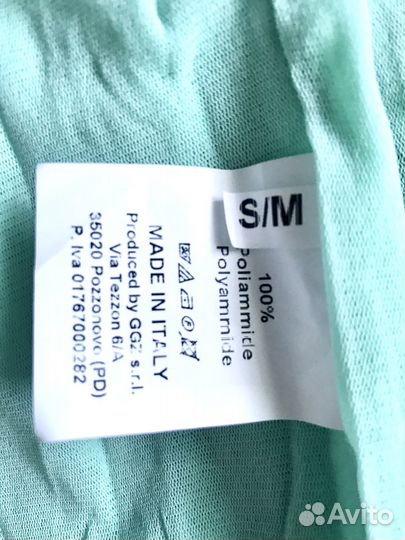 S/M
100%
Poliammide
Polyammide
MADE IN ITALY
Produced by GGZ s.r.l.
Via Tezzon 6/A
35020 Pozzonovo (PD)
P. Iva 01767000282
Avito